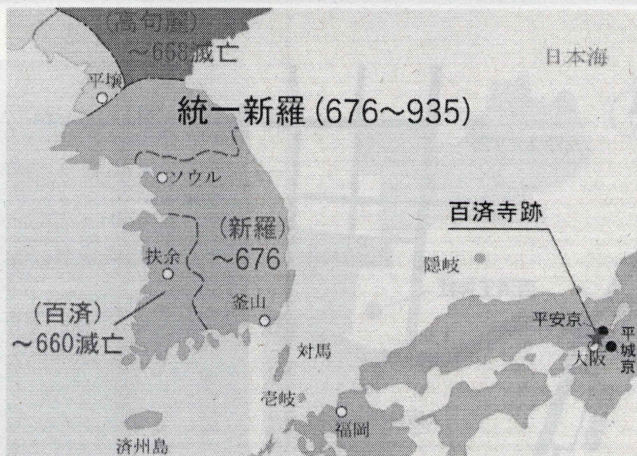 (高句麗)
～668滅亡
日本海
平壌
統一新羅(676～935)
ソウル
百済寺跡
(新羅)
～676
扶余
隠岐
(百済)
～660滅亡
釜山
平安京
平城京
大阪
対馬
壱岐
福岡
済州島